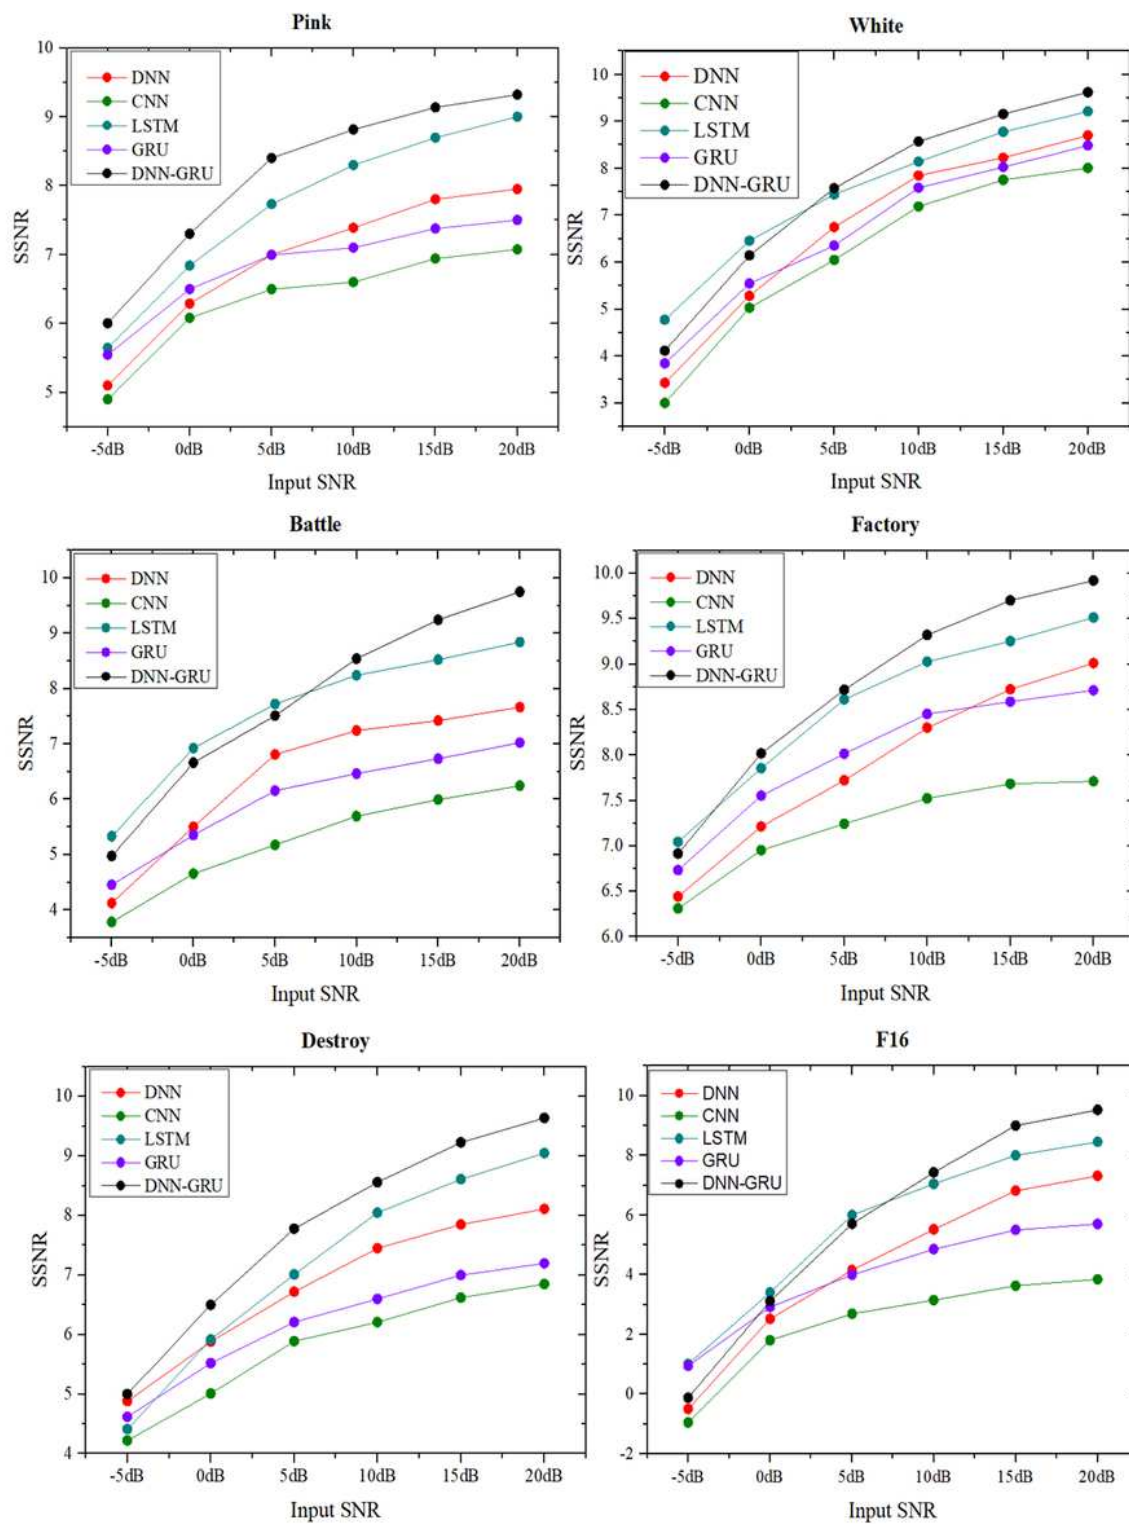 Pink
10
9
8
7
6
5
SSNR
DNN
CNN
LSTM
GRU
DNN-GRU
-5dB 0dB 5dB 10dB 15dB 20dB
Input SNR
White
10
9
8
7
6
5
4
3
SSNR
DNN
CNN
LSTM
GRU
DNN-GRU
-5dB 0dB 5dB 10dB 15dB 20dB
Input SNR
Battle
10
9
8
7
6
5
4
SSNR
DNN
CNN
LSTM
GRU
DNN-GRU
-5dB 0dB 5dB 10dB 15dB 20dB
Input SNR
Factory
10.0
9.5
9.0
8.5
8.0
7.5
7.0
6.5
6.0
SSNR
DNN
CNN
LSTM
GRU
DNN-GRU
-5dB 0dB 5dB 10dB 15dB 20dB
Input SNR
Destroy
10
9
8
7
6
5
4
SSNR
DNN
CNN
LSTM
GRU
DNN-GRU
-5dB 0dB 5dB 10dB 15dB 20dB
Input SNR
F16
10
8
6
4
2
0
-2
SSNR
DNN
CNN
LSTM
GRU
DNN-GRU
-5dB 0dB 5dB 10dB 15dB 20dB
Input SNR